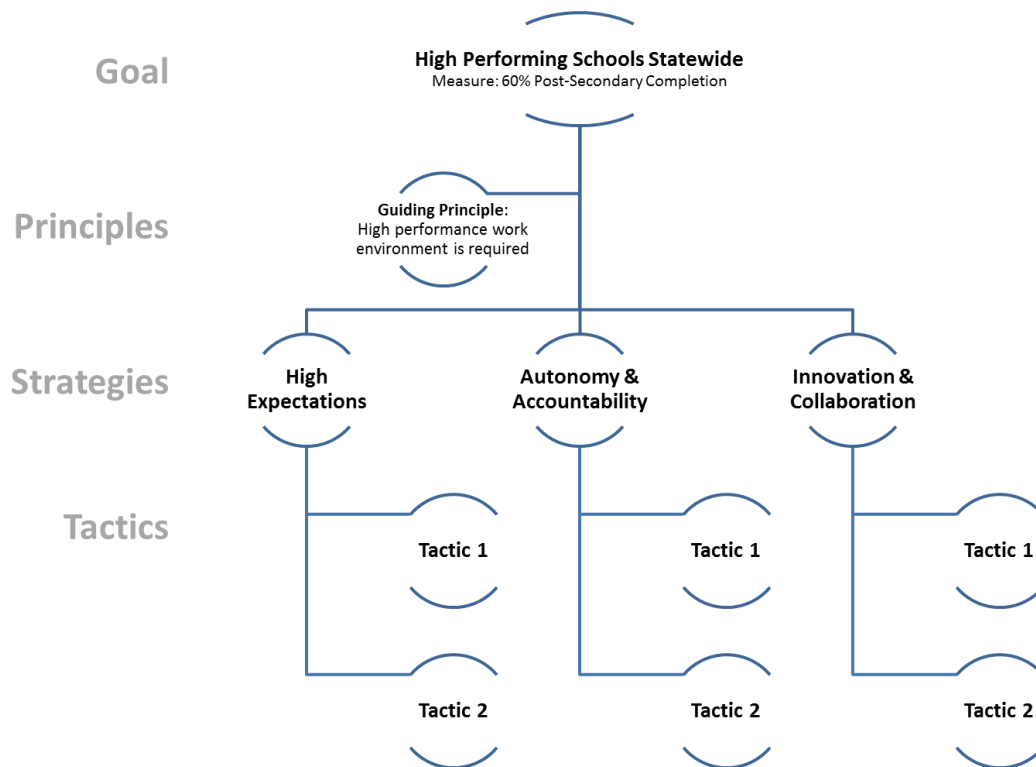 Goal
High Performing Schools Statewide
Measure: 60% Post-Secondary Completion
Principles
Guiding Principle:
High performance work
environment is required
Strategies
High
Expectations
Autonomy &
Accountability
Innovation &
Collaboration
Tactics
Tactic 1
Tactic 1
Tactic 1
Tactic 2
Tactic 2
Tactic 2